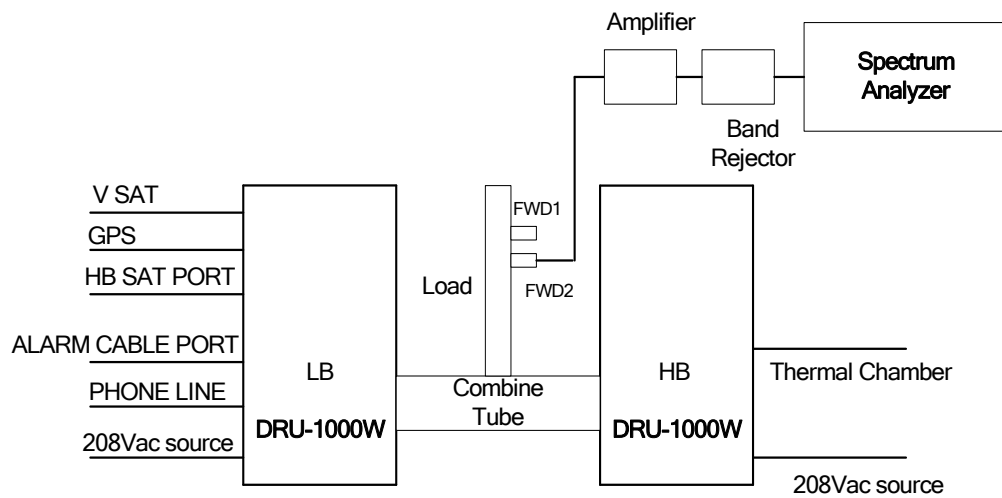 Amplifier
Spectrum
Analyzer
Band
Rejector
V SAT
GPS
HB SAT PORT
ALARM CABLE PORT
PHONE LINE
208Vac source
LB
DRU-1000W
Load
FWD1
FWD2
Combine
Tube
HB
DRU-1000W
Thermal Chamber
208Vac source